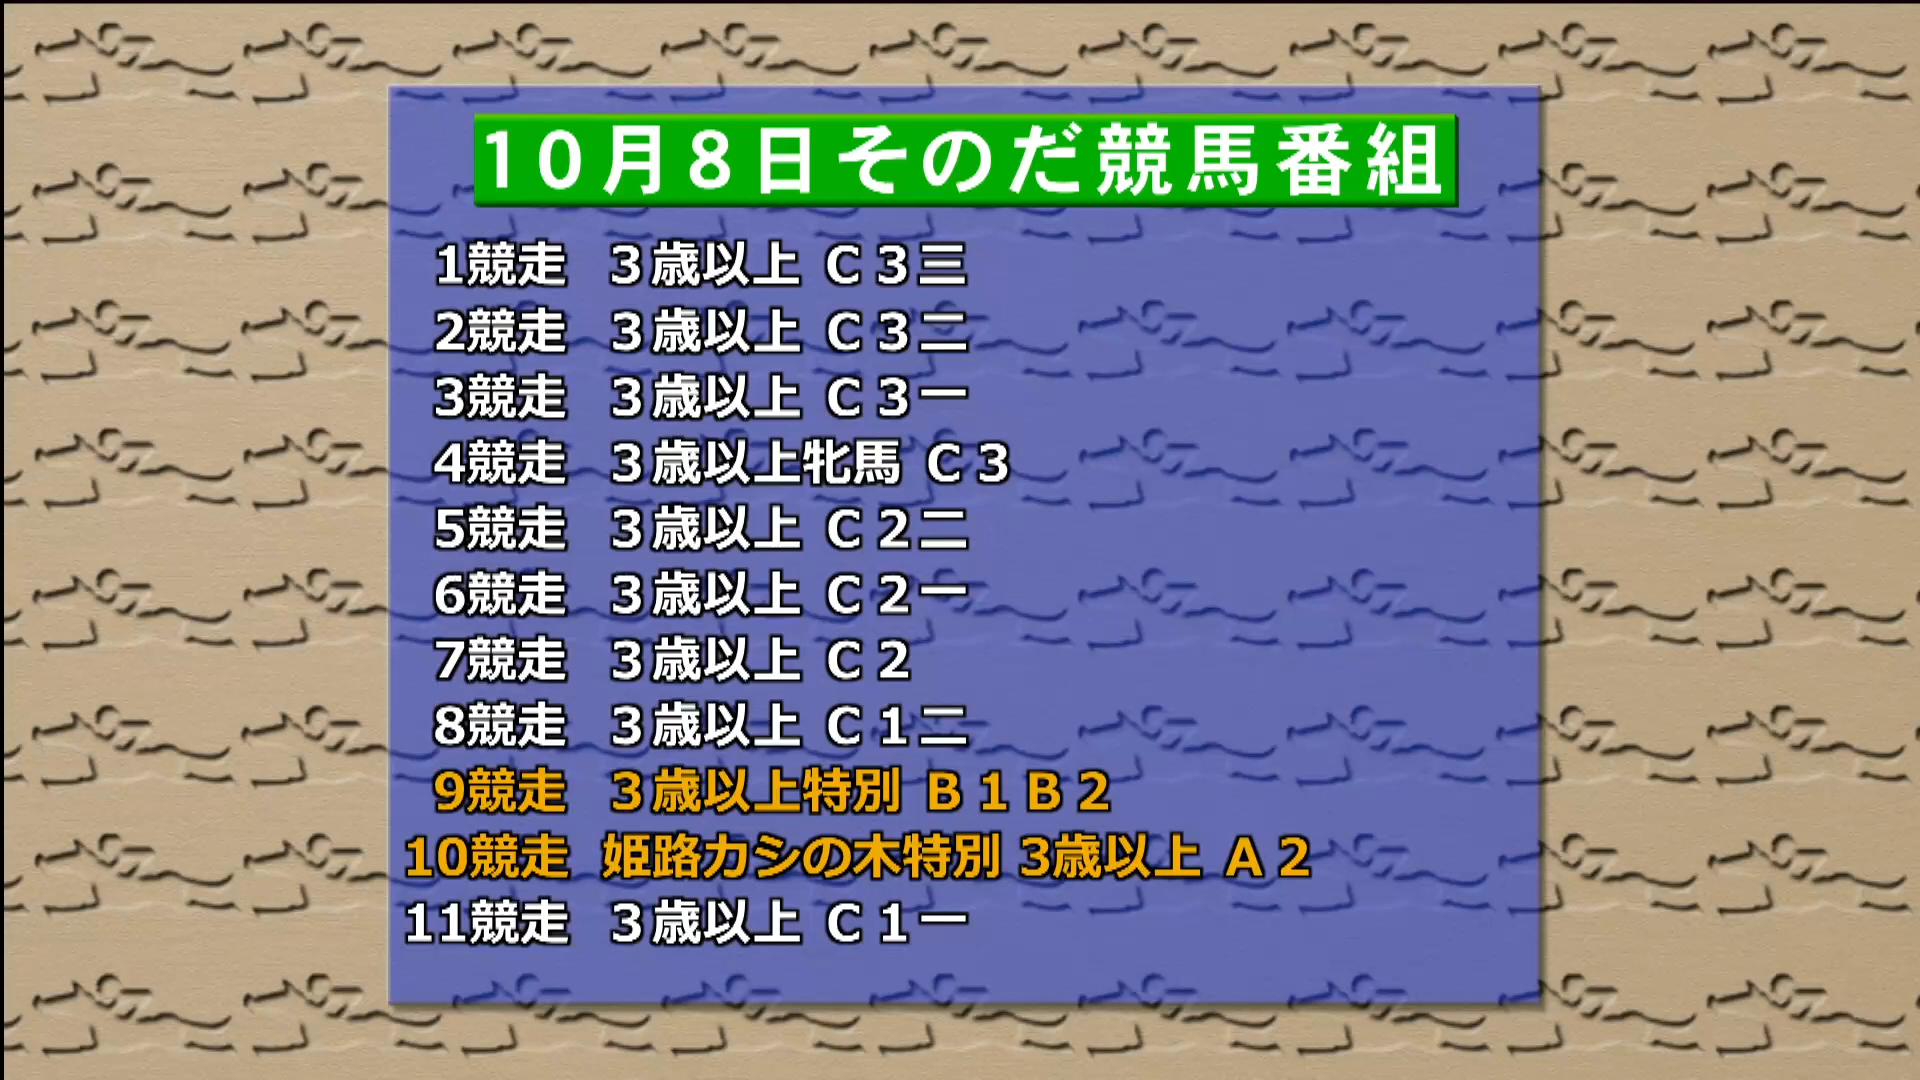 １０月８日そのだ競馬番組
1競走　３歳以上 Ｃ３三
2競走　３歳以上 Ｃ３二
3競走　３歳以上 Ｃ３一
4競走　３歳以上牝馬 Ｃ３
5競走　３歳以上 Ｃ２二
6競走　３歳以上 Ｃ２一
7競走　３歳以上 Ｃ２
8競走　３歳以上 Ｃ１二
9競走　３歳以上特別 Ｂ１Ｂ２
10競走　姫路カシの木特別 3歳以上 Ａ２
11競走　３歳以上 Ｃ１一